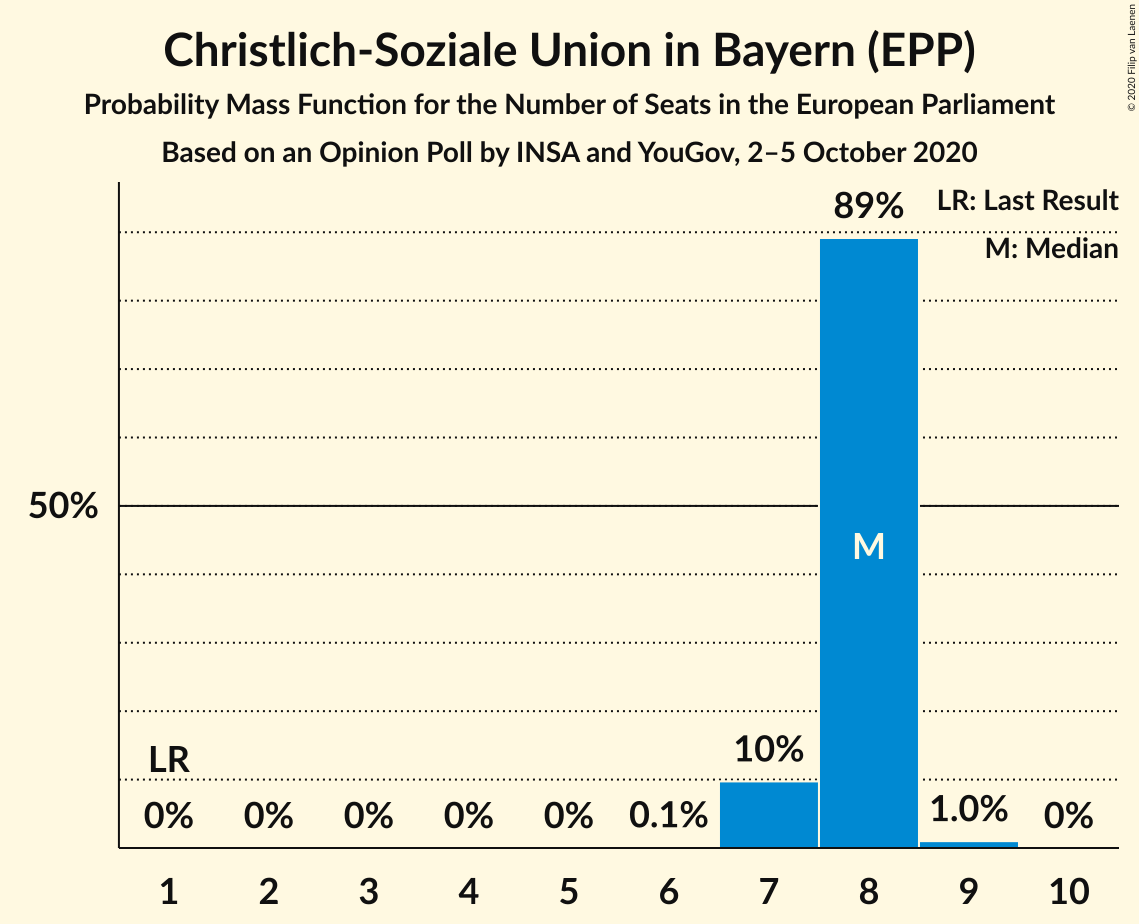 Christlich-Soziale Union in Bayern (EPP)
Probability Mass Function for the Number of Seats in the European Parliament
Based on an Opinion Poll by INSA and YouGov, 2–5 October 2020
© 2020 Filip van Laenen
LR: Last Result
M: Median
89%
50%
M
LR
10%
0% 0% 0% 0% 0% 0.1% 1.0% 0%
1 2 3 4 5 6 7 8 9 10